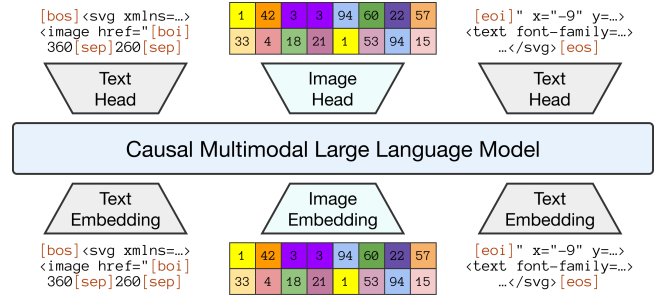 [bos]<svg xmlns=…>
<image href="[boi]
360[sep]260[sep]
1 42 3 3 94 60 22 57
33 4 18 21 1 53 94 15
[eoi]" x="-9" y=…>
<text font-family=…>
…</svg>[eos]
Text
Head
Image
Head
Text
Head
Causal Multimodal Large Language Model
Text
Embedding
Image
Embedding
Text
Embedding
[bos]<svg xmlns=…>
<image href="[boi]
360[sep]260[sep]
1 42 3 3 94 60 22 57
33 4 18 21 1 53 94 15
[eoi]" x="-9" y=…>
<text font-family=…>
…</svg>[eos]